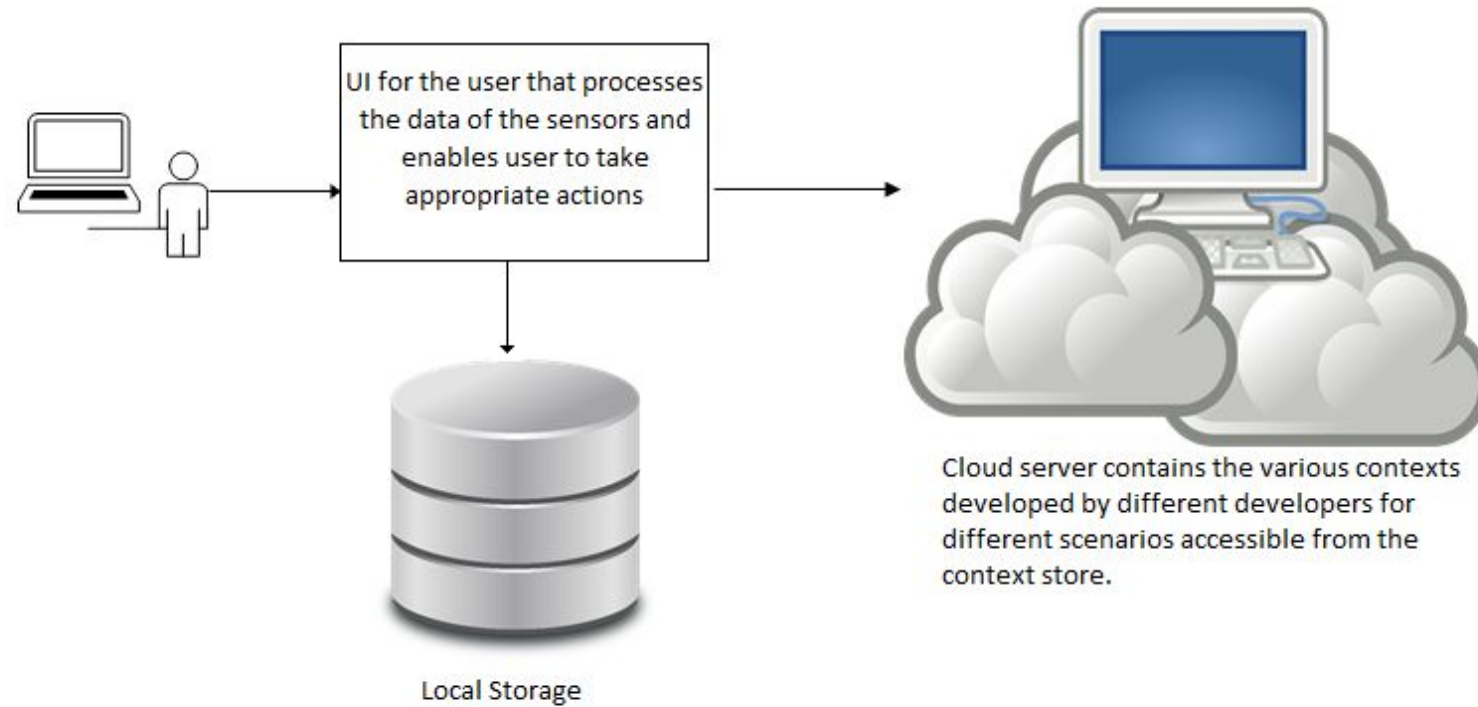 UI for the user that processes
the data of the sensors and
enables user to take
appropriate actions
Cloud server contains the various contexts
developed by different developers for
different scenarios accessible from the
context store.
Local Storage